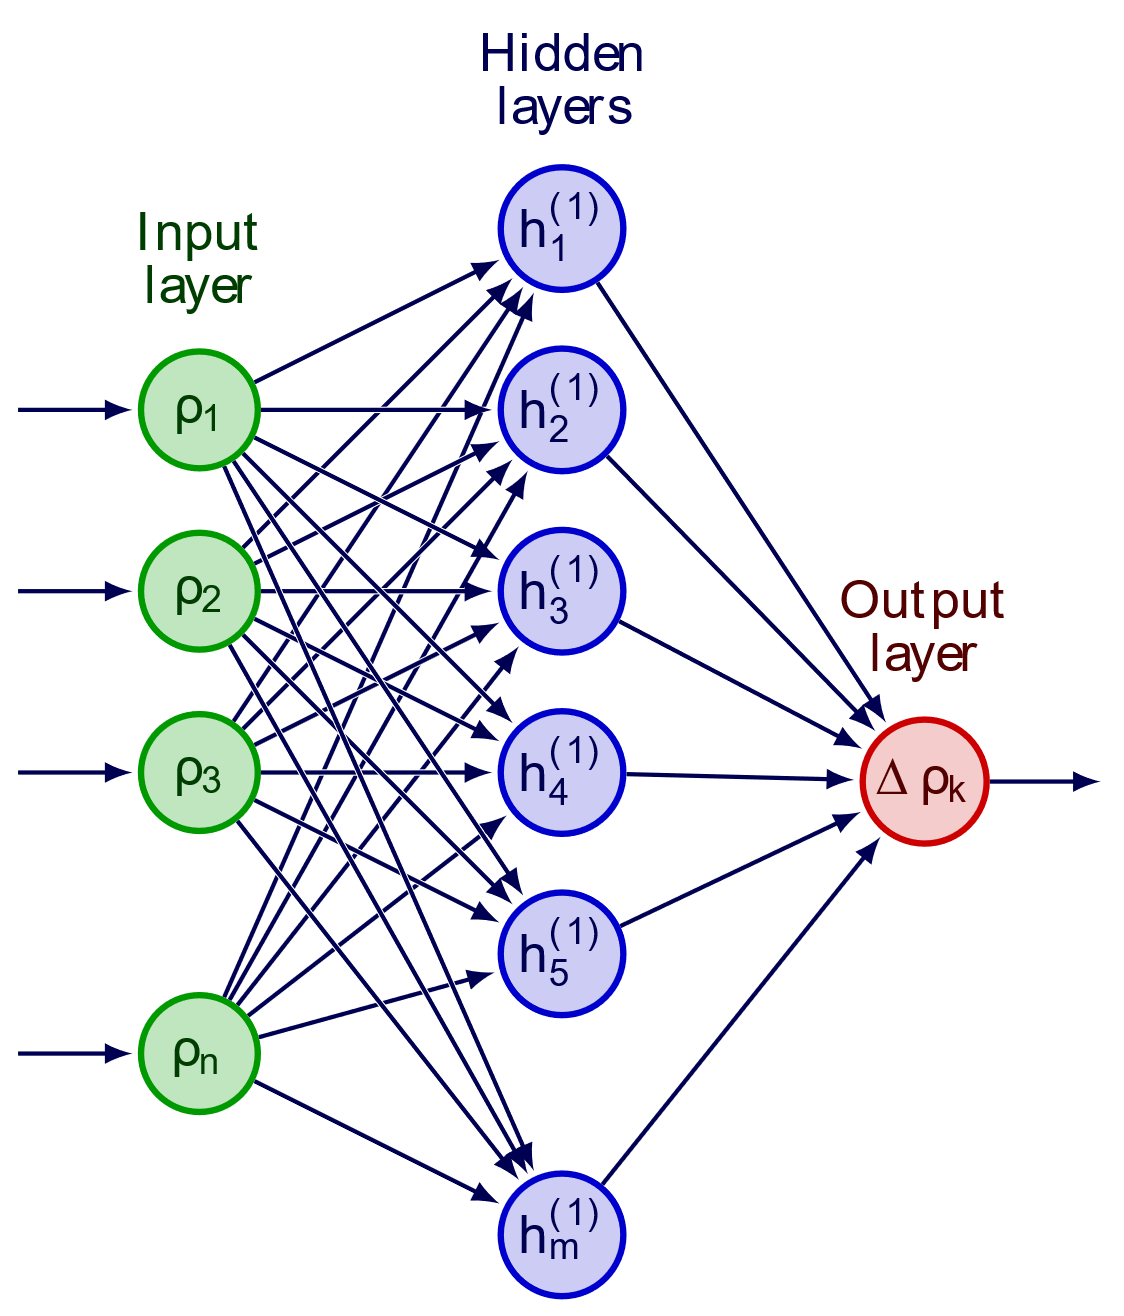 Hidden
layers
Input
layer
h₁⁽¹⁾
ρ₁
h₂⁽¹⁾
ρ₂
h₃⁽¹⁾
Output
layer
ρ₃
h₄⁽¹⁾
Δ ρₖ
h₅⁽¹⁾
ρₙ
hₘ⁽¹⁾